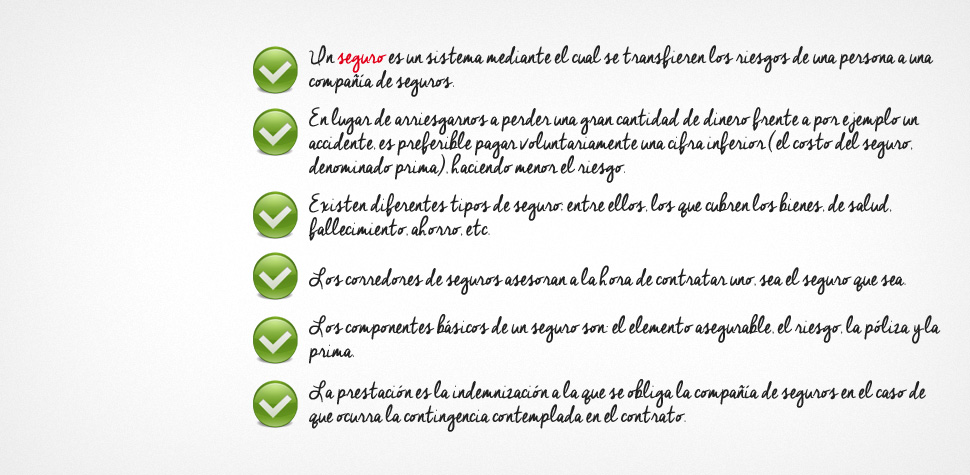 Un seguro es un sistema mediante el cual se transfieren los riesgos de una persona a una
compañía de seguros.
En lugar de arriesgarnos a perder una gran cantidad de dinero frente a por ejemplo un
accidente, es preferible pagar voluntariamente una cifra inferior (el costo del seguro,
denominado prima), haciendo menor el riesgo.
Existen diferentes tipos de seguro; entre ellos, los que cubren los bienes, de salud,
fallecimiento, ahorro, etc.
Los corredores de seguros asesoran a la hora de contratar uno, sea el seguro que sea.
Los componentes básicos de un seguro son: el elemento asegurable, el riesgo, la póliza y la
prima.
La prestación es la indemnización a la que se obliga la compañía de seguros en el caso de
que ocurra la contingencia contemplada en el contrato.